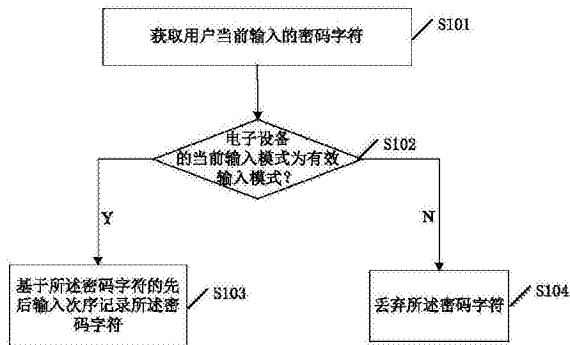 获取用户当前输入的密码字符
S101
电子设备
的当前输入模式为有效
输入模式?
S102
Y
N
基于所述密码字符的先
后输入次序记录所述密
码字符
S103
丢弃所述密码字符
S104